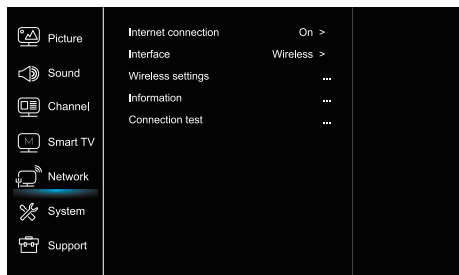 Picture
Sound
Channel
M
Smart TV
Network
System
Support
Internet connection On >
Interface Wireless >
Wireless settings ...
Information ...
Connection test ...